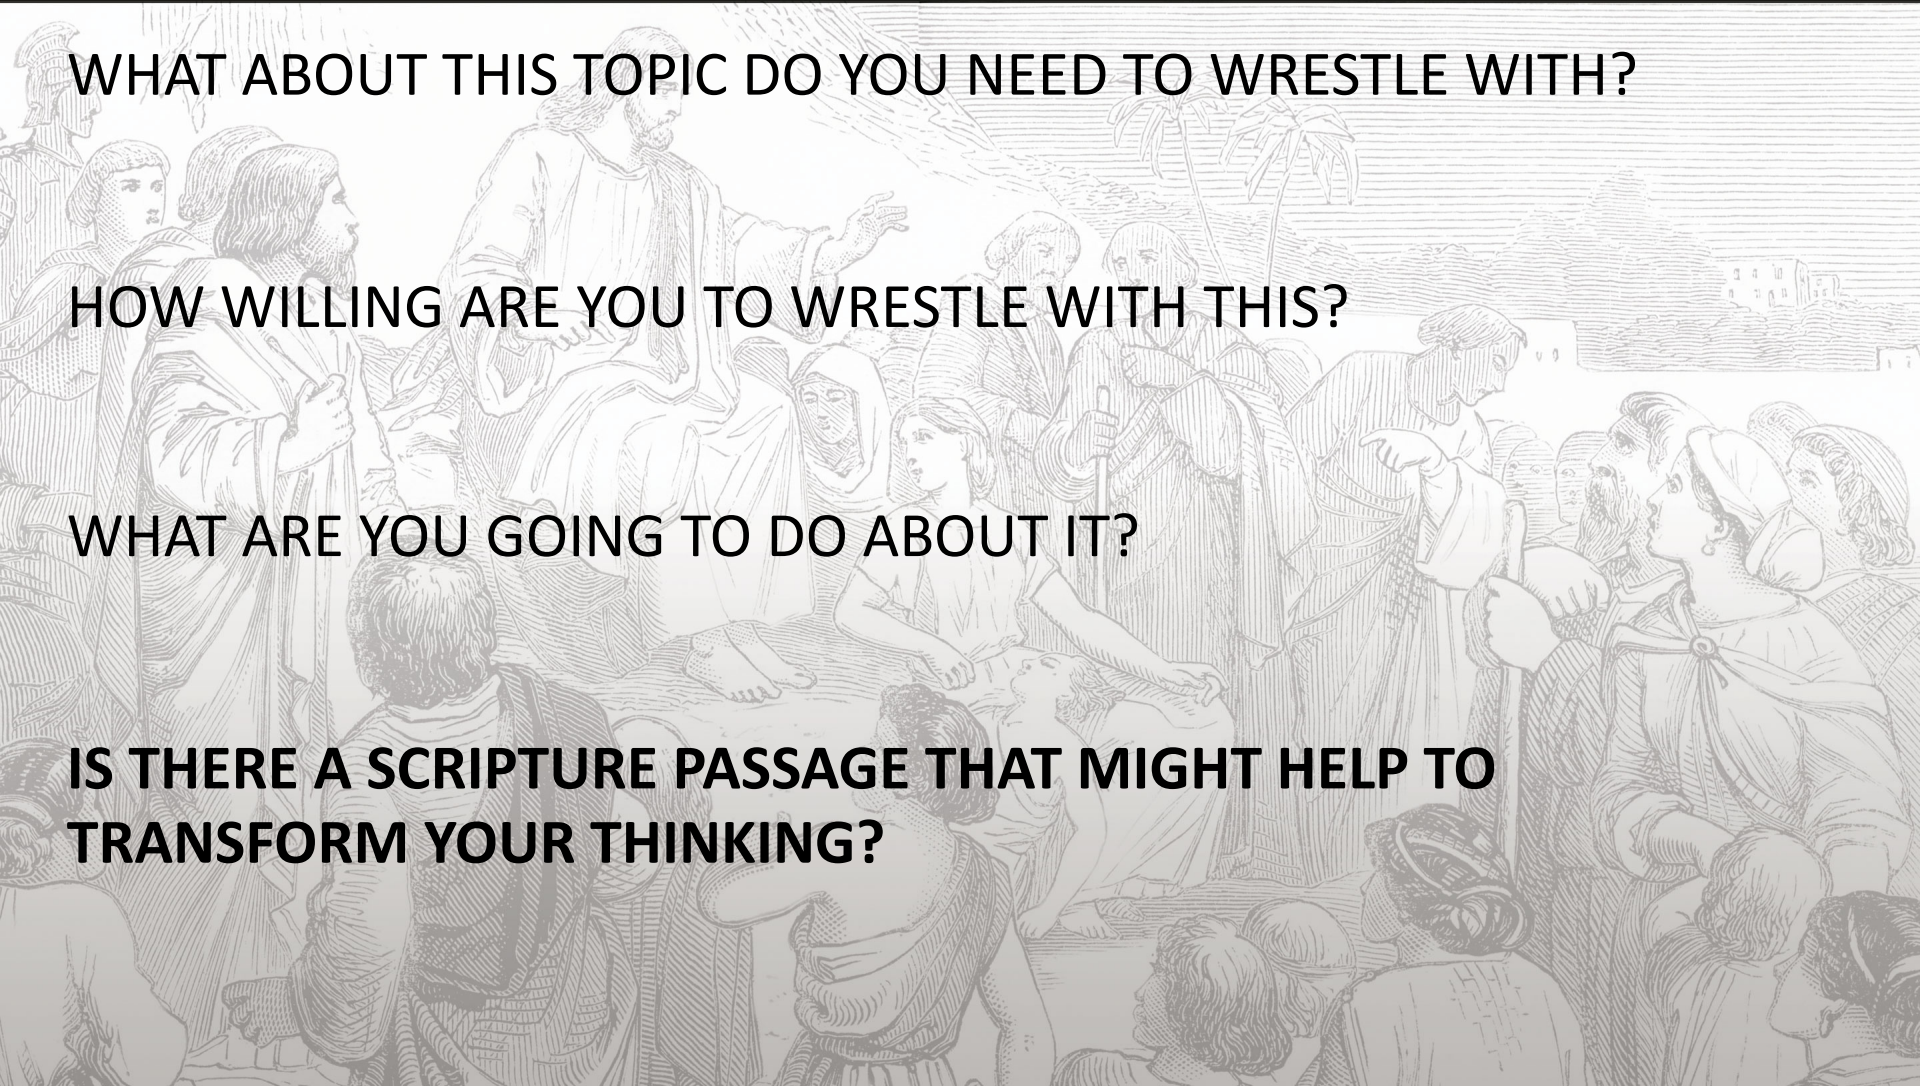 WHAT ABOUT THIS TOPIC DO YOU NEED TO WRESTLE WITH?
HOW WILLING ARE YOU TO WRESTLE WITH THIS?
WHAT ARE YOU GOING TO DO ABOUT IT?
IS THERE A SCRIPTURE PASSAGE THAT MIGHT HELP TO
TRANSFORM YOUR THINKING?